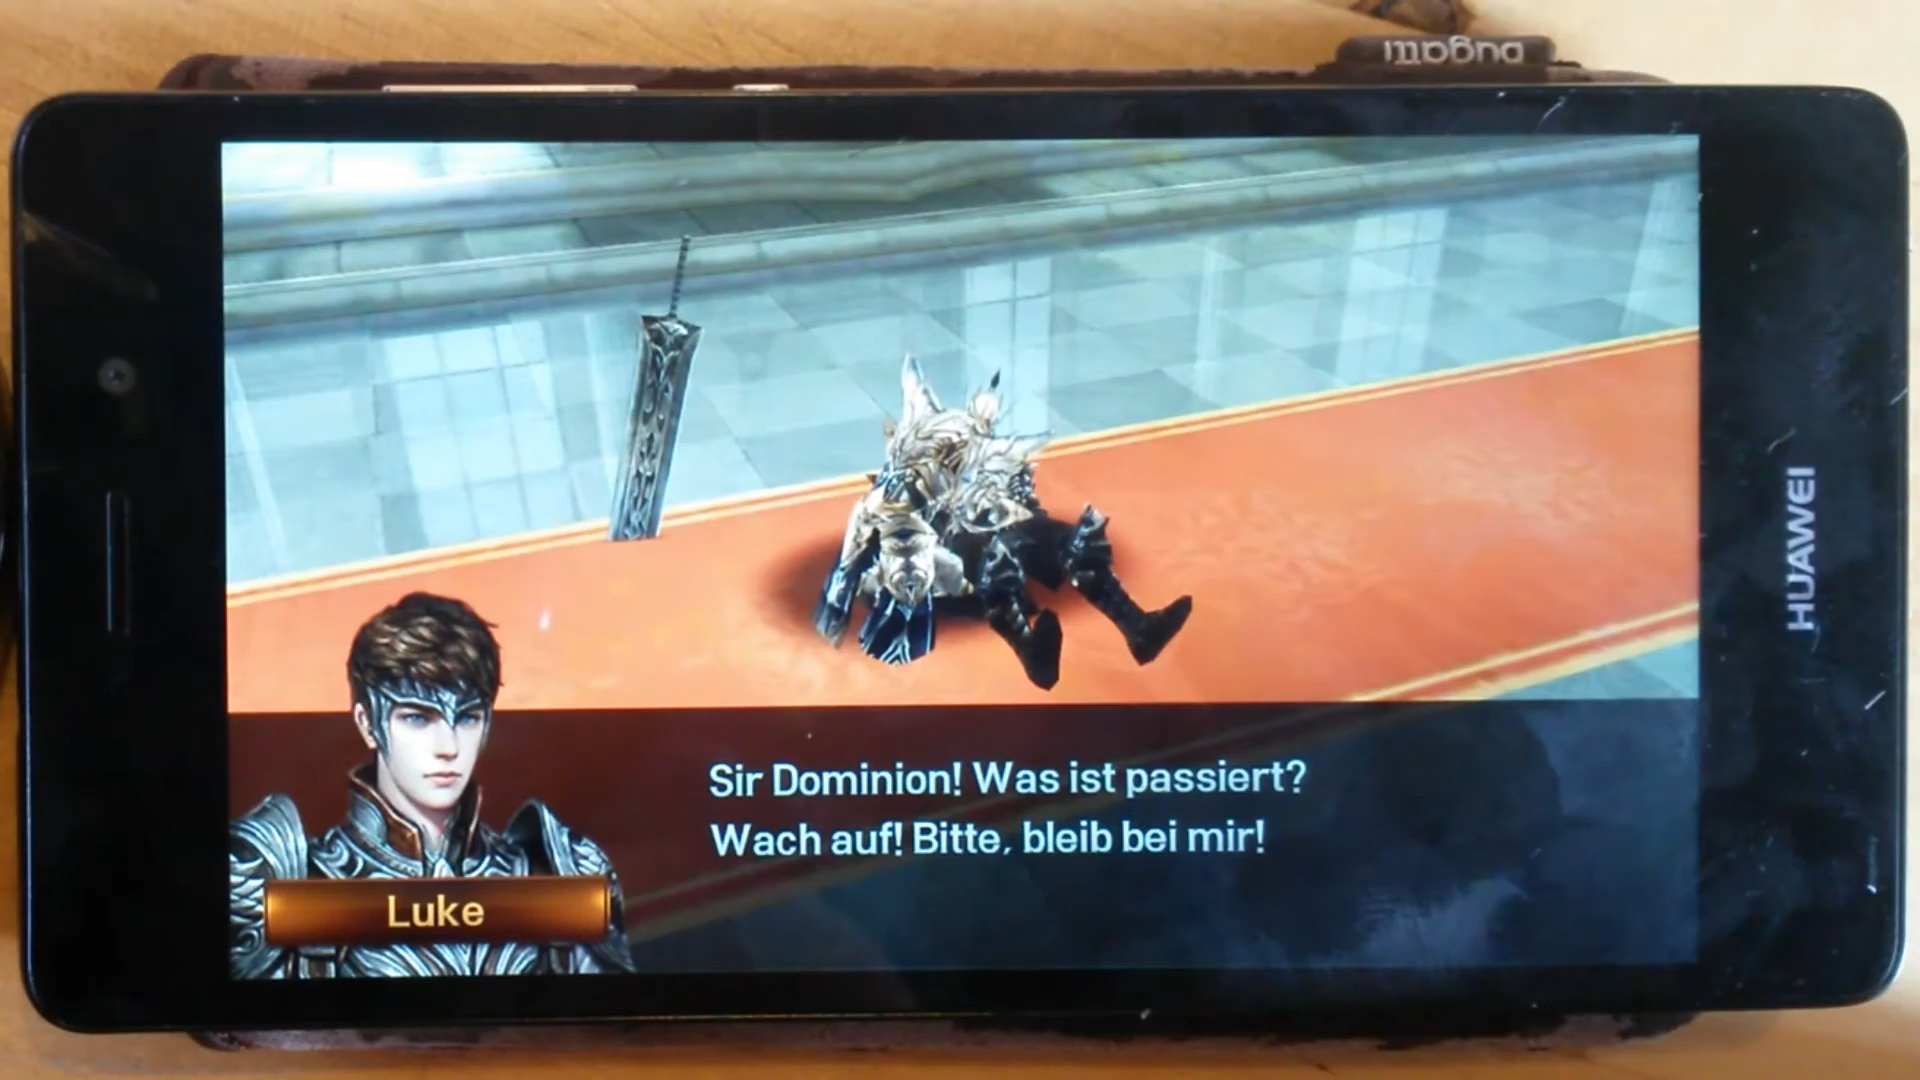 bugatti
HUAWEI
Sir Dominion! Was ist passiert?
Wach auf! Bitte, bleib bei mir!
Luke